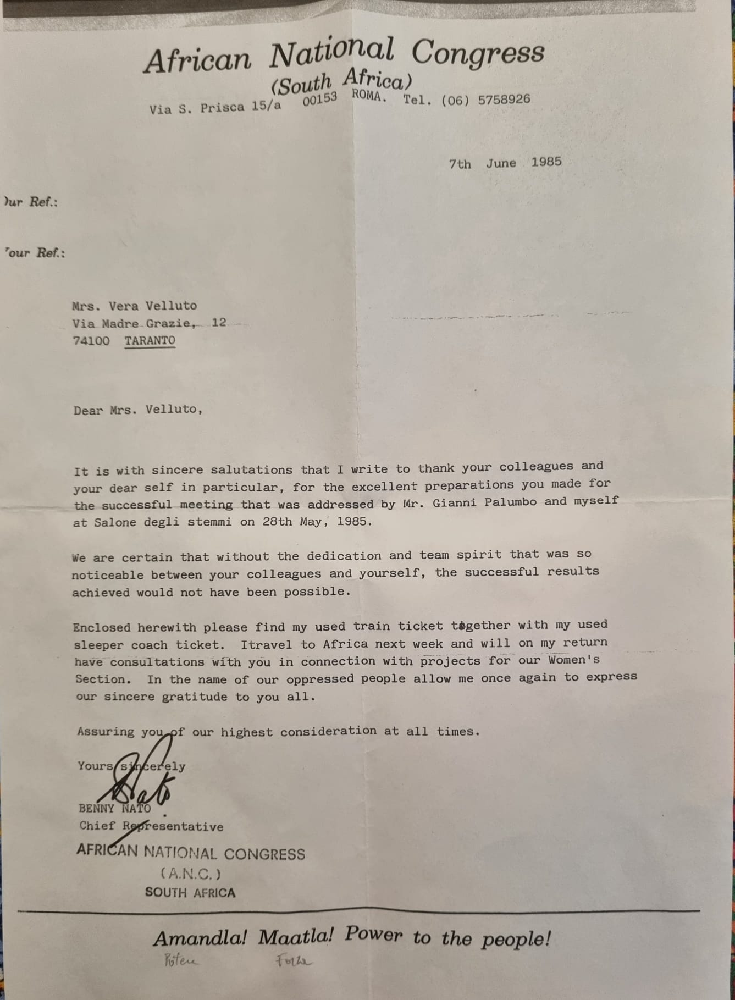 African National Congress
(South Africa)
Via S. Prisca 15/a 00153 ROMA. Tel. (06) 5758926
7th June 1985
Our Ref.:
Your Ref.:
Mrs. Vera Velluto
Via Madre Grazie, 12
74100 TARANTO
Dear Mrs. Velluto,
It is with sincere salutations that I write to thank your colleagues and
your dear self in particular, for the excellent preparations you made for
the successful meeting that was addressed by Mr. Gianni Palumbo and myself
at Salone degli stemmi on 28th May, 1985.
We are certain that without the dedication and team spirit that was so
noticeable between your colleagues and yourself, the successful results
achieved would not have been possible.
Enclosed herewith please find my used train ticket together with my used
sleeper coach ticket. Itravel to Africa next week and will on my return
have consultations with you in connection with projects for our Women's
Section. In the name of our oppressed people allow me once again to express
our sincere gratitude to you all.
Assuring you of our highest consideration at all times.
Yours sincerely
Nato
BENNY NATO
Chief Representative
AFRICAN NATIONAL CONGRESS
(A.N.C.)
SOUTH AFRICA
Amandla! Maatla! Power to the people!
Potere Forza